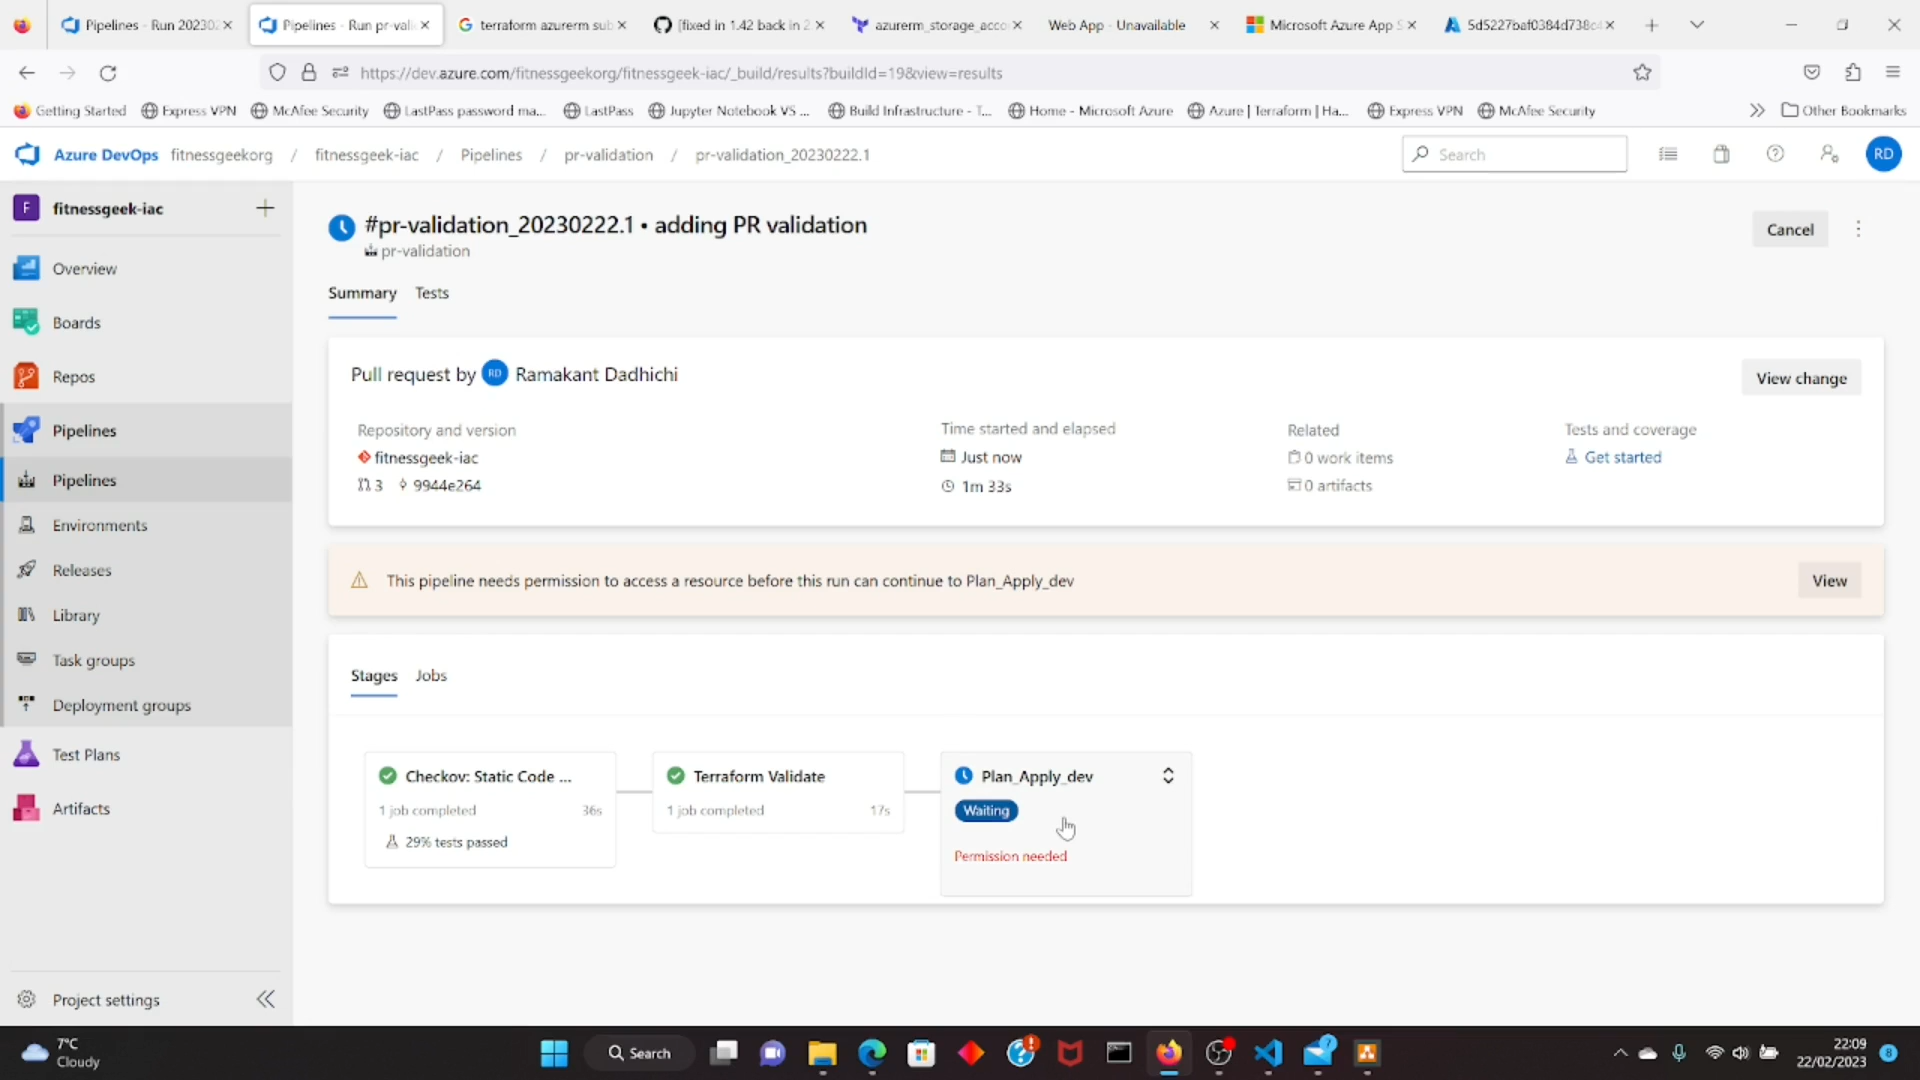 Pipelines - Run 202302
Pipelines - Run pr-valid
terraform azurerm sub
[fixed in 1.42 back in 2
azurerm_storage_acco
Web App - Unavailable
Microsoft Azure App S
5d5227baf0384d738c4
https://dev.azure.com/fitnessgeekorg/fitnessgeek-iac/_build/results?buildId=19&view=results
Getting Started
Express VPN
McAfee Security
LastPass password ma...
LastPass
Jupyter Notebook VS ...
Build Infrastructure - T...
Home - Microsoft Azure
Azure | Terraform | Ha...
Express VPN
McAfee Security
Other Bookmarks
Azure DevOps fitnessgeekorg / fitnessgeek-iac / Pipelines / pr-validation / pr-validation_20230222.1
Search
RD
F fitnessgeek-iac
Overview
Boards
Repos
Pipelines
Pipelines
Environments
Releases
Library
Task groups
Deployment groups
Test Plans
Artifacts
Project settings
#pr-validation_20230222.1 • adding PR validation
pr-validation
Cancel
Summary Tests
Pull request by RD Ramakant Dadhichi
View change
Repository and version
fitnessgeek-iac
3 9944e264
Time started and elapsed
Just now
1m 33s
Related
0 work items
0 artifacts
Tests and coverage
Get started
This pipeline needs permission to access a resource before this run can continue to Plan_Apply_dev
View
Stages Jobs
Checkov: Static Code ...
1 job completed 36s
29% tests passed
Terraform Validate
1 job completed 17s
Plan_Apply_dev
Waiting
Permission needed
7°C
Cloudy
Search
7
22:09
22/02/2023
8